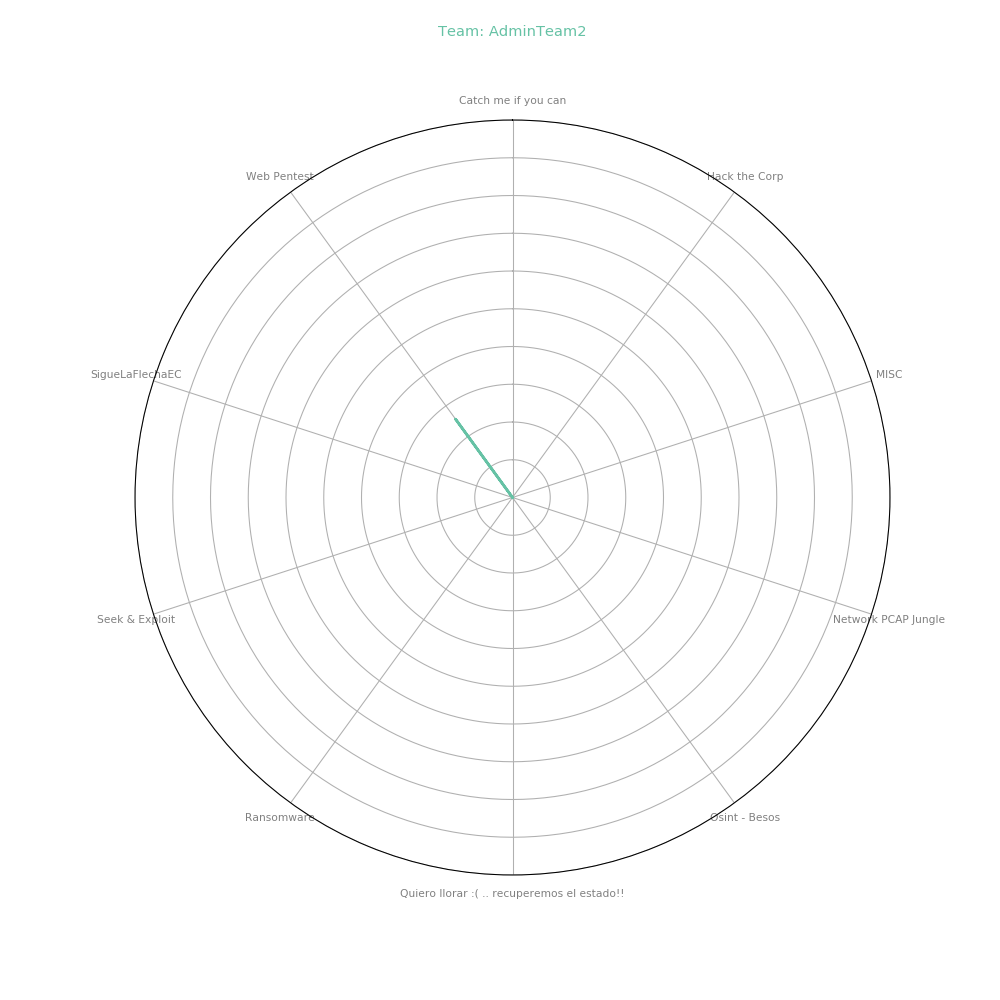 Team: AdminTeam2
Catch me if you can
Web Pentest
Hack the Corp
SigueLaFlechaEC
MISC
Seek & Exploit
Network PCAP Jungle
Ransomware
Osint - Besos
Quiero llorar :( .. recuperemos el estado!!